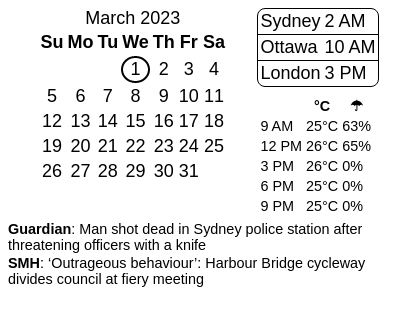 March 2023
Su Mo Tu We Th Fr Sa
1 2 3 4
5 6 7 8 9 10 11
12 13 14 15 16 17 18
19 20 21 22 23 24 25
26 27 28 29 30 31
Sydney 2 AM
Ottawa 10 AM
London 3 PM
°C ☂
9 AM 25°C 63%
12 PM 26°C 65%
3 PM 26°C 0%
6 PM 25°C 0%
9 PM 25°C 0%
Guardian: Man shot dead in Sydney police station after
threatening officers with a knife
SMH: ‘Outrageous behaviour’: Harbour Bridge cycleway
divides council at fiery meeting